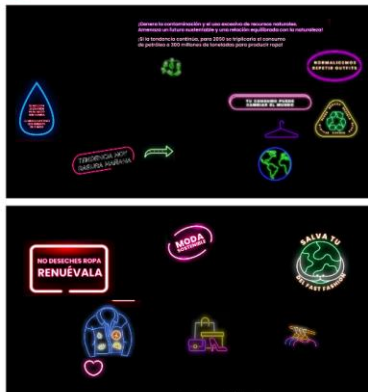 ¡Genera la contaminación y el uso excesivo de recursos naturales.
Amenaza un futuro sustentable y una relación equilibrada con la naturaleza!
¡Si la tendencia continúa, para 2050 se triplicaría el consumo
de petróleo a 300 millones de toneladas para producir ropa!
NORMALICEMOS
REPETIR OUTFITS
TU CONSUMO PUEDE
CAMBIAR EL MUNDO
TENDENCIA HOY
BASURA MAÑANA
MODA
SOSTENIBLE
SALVA TU
NO DESECHES ROPA
RENUÉVALA
DEL FAST FASHION